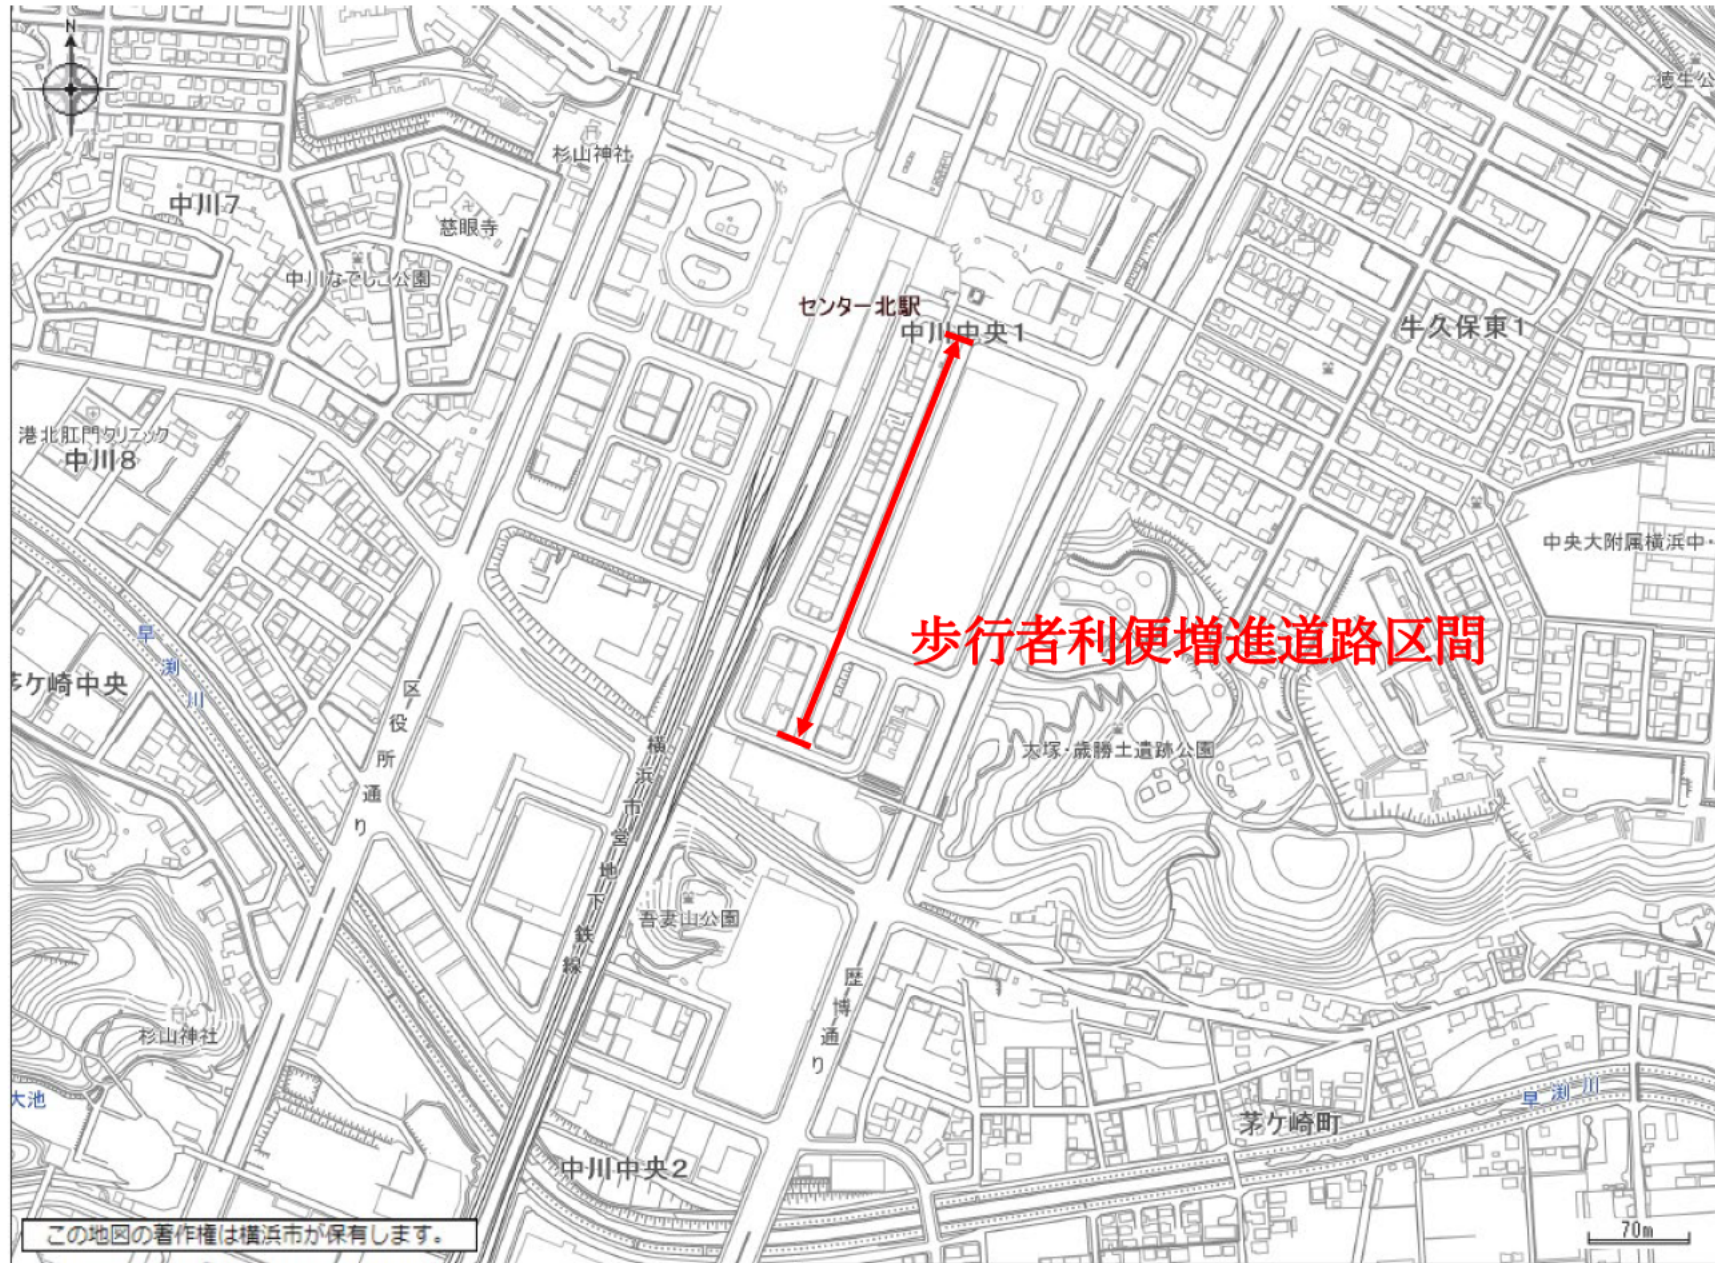 N
徳生公
杉山神社
中川7
慈眼寺
中川なでしこ公園
センター北駅
中川中央1
牛久保東1
港北肛門クリニック
中川8
中央大附属横浜中・
歩行者利便増進道路区間
早渕川
茅ケ崎中央
区役所通り
大塚・歳勝土遺跡公園
横浜市営地下鉄線
吾妻山公園
歴博通り
杉山神社
大池
早渕川
茅ケ崎町
中川中央2
この地図の著作権は横浜市が保有します。
70m